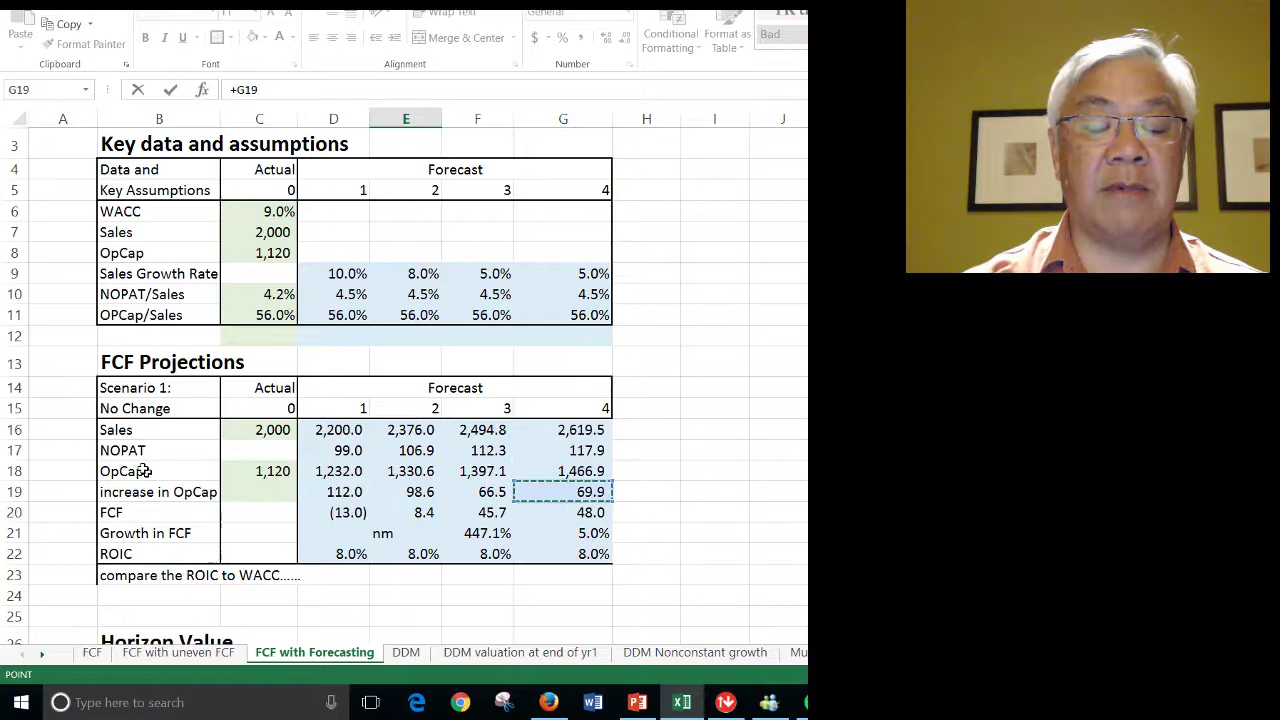 Copy
Paste
Format Painter
B I U
Wrap Text
Merge & Center
General
$ % ,
Conditional Format as
Formatting Table
Bad
Clipboard Font Alignment Number
G19 fx +G19
A B C D E F G H I J
3 Key data and assumptions
4 Data and Actual Forecast
5 Key Assumptions 0 1 2 3 4
6 WACC 9.0%
7 Sales 2,000
8 OpCap 1,120
9 Sales Growth Rate 10.0% 8.0% 5.0% 5.0%
10 NOPAT/Sales 4.2% 4.5% 4.5% 4.5% 4.5%
11 OPCap/Sales 56.0% 56.0% 56.0% 56.0% 56.0%
12
13 FCF Projections
14 Scenario 1: Actual Forecast
15 No Change 0 1 2 3 4
16 Sales 2,000 2,200.0 2,376.0 2,494.8 2,619.5
17 NOPAT 99.0 106.9 112.3 117.9
18 OpCap 1,120 1,232.0 1,330.6 1,397.1 1,466.9
19 increase in OpCap 112.0 98.6 66.5 69.9
20 FCF (13.0) 8.4 45.7 48.0
21 Growth in FCF nm 447.1% 5.0%
22 ROIC 8.0% 8.0% 8.0% 8.0%
23 compare the ROIC to WACC......
24
25
26 Horizon Value
FCF FCF with uneven FCF FCF with Forecasting DDM DDM valuation at end of yr1 DDM Nonconstant growth Mu
POINT
Type here to search